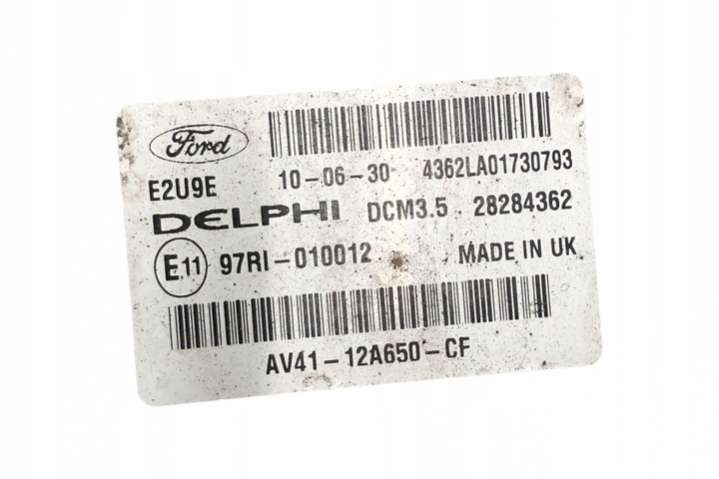 Ford
E2U9E 10-06-30 4362LA01730793
DELPHI DCM3.5 28284362
E11 97RI-010012 MADE IN UK
AV41-12A650-CF